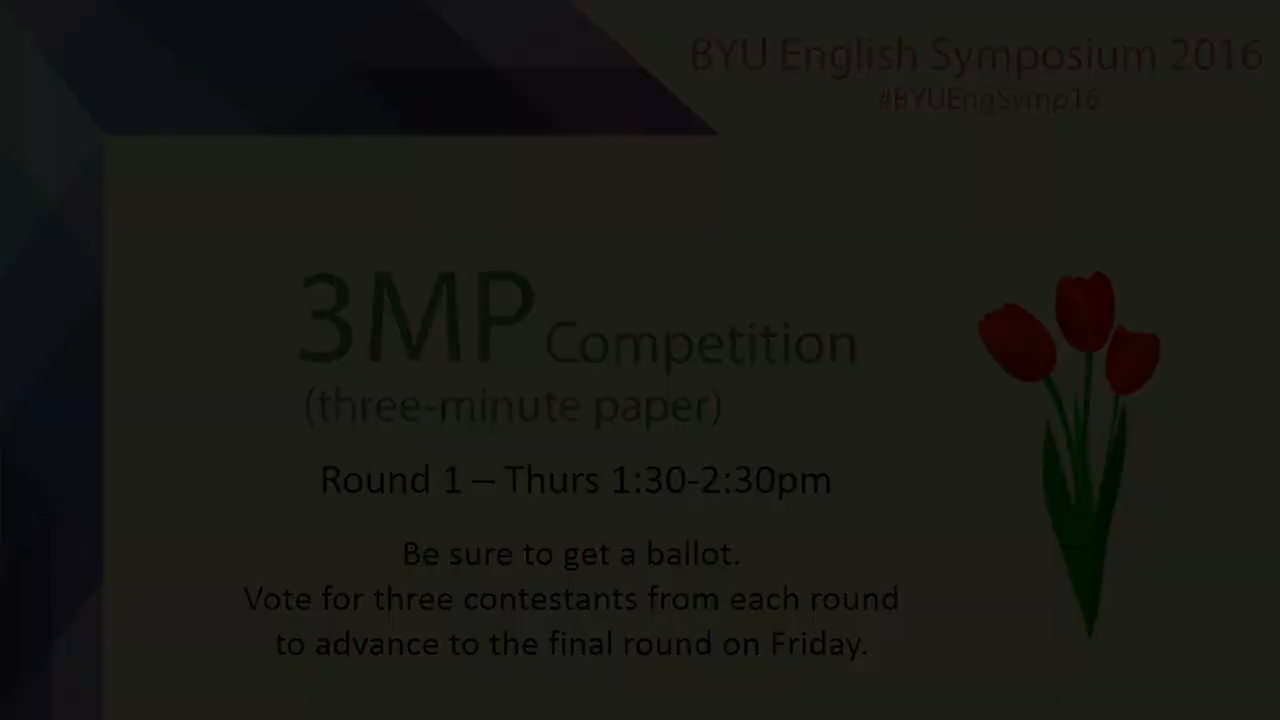 BYU English Symposium 2016
#BYUEngSymp16
3MP Competition
(three-minute paper)
Round 1 – Thurs 1:30-2:30pm
Be sure to get a ballot.
Vote for three contestants from each round
to advance to the final round on Friday.